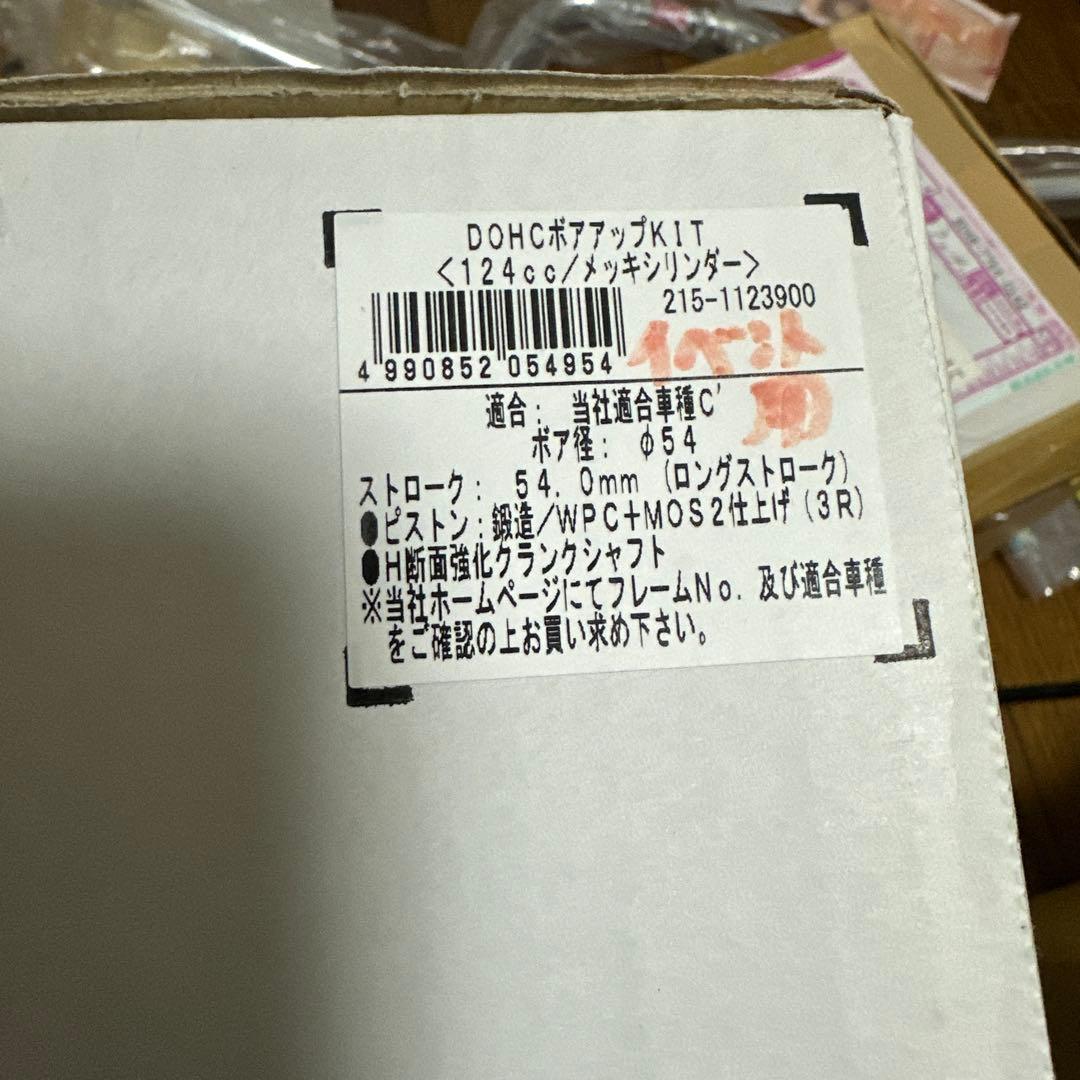 DOHCボアアップKIT
<124cc/メッキシリンダー>
215-1123900
4 990852 054954
適合: 当社適合車種C'
ボア径: φ54
ストローク: 54.0mm (ロングストローク)
●ピストン:鍛造/WPC+MOS2仕上げ(3R)
●H断面強化クランクシャフト
※当社ホームページにてフレームNo. 及び適合車種
をご確認の上お買い求め下さい。